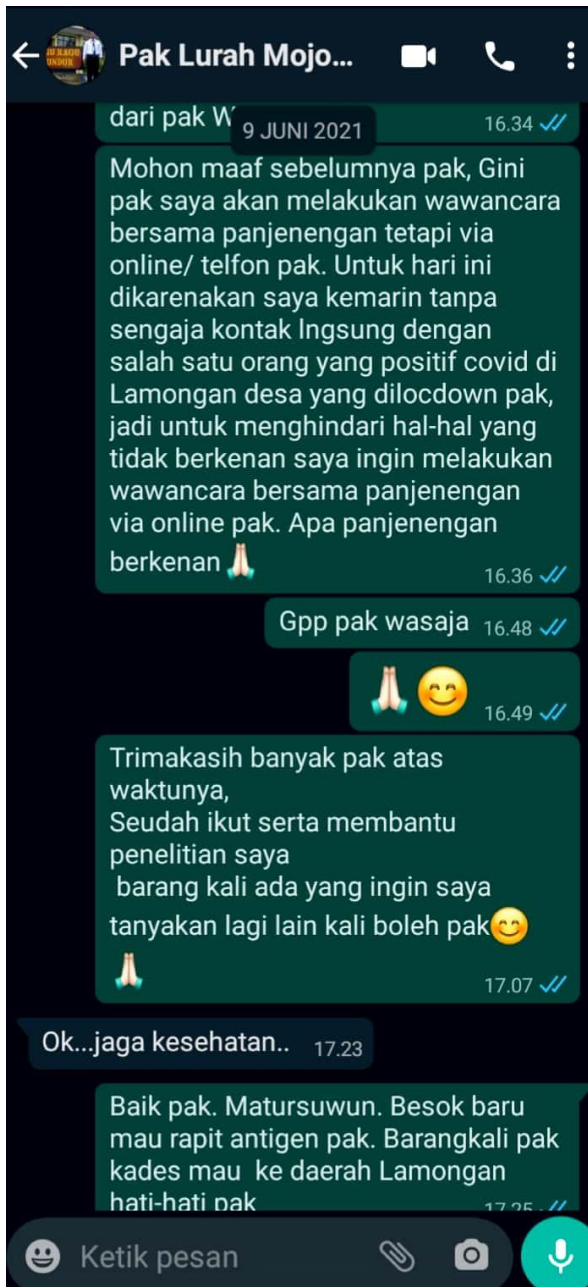 Pak Lurah Mojo...
dari pak W
16.34
9 JUNI 2021
Mohon maaf sebelumnya pak, Gini
pak saya akan melakukan wawancara
bersama panjenengan tetapi via
online/ telfon pak. Untuk hari ini
dikarenakan saya kemarin tanpa
sengaja kontak lngsung dengan
salah satu orang yang positif covid di
Lamongan desa yang dilocdown pak,
jadi untuk menghindari hal-hal yang
tidak berkenan saya ingin melakukan
wawancara bersama panjenengan
via online pak. Apa panjenengan
berkenan🙏🏻
16.36
Gpp pak wasaja 16.48
🙏🏻😊
16.49
Trimakasih banyak pak atas
waktunya,
Seudah ikut serta membantu
penelitian saya
barang kali ada yang ingin saya
tanyakan lagi lain kali boleh pak😊
🙏🏻
17.07
Ok...jaga kesehatan.. 17.23
Baik pak. Matursuwun. Besok baru
mau rapit antigen pak. Barangkali pak
kades mau ke daerah Lamongan
hati-hati pak
17.25
Ketik pesan